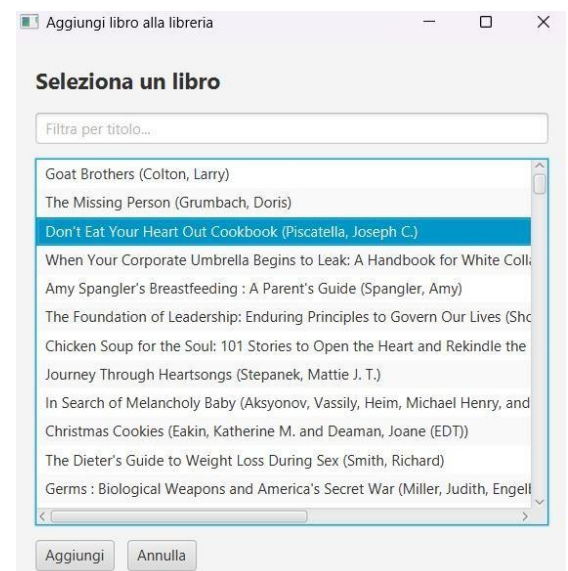 Aggiungi libro alla libreria
Seleziona un libro
Filtra per titolo...
Goat Brothers (Colton, Larry)
The Missing Person (Grumbach, Doris)
Don't Eat Your Heart Out Cookbook (Piscatella, Joseph C.)
When Your Corporate Umbrella Begins to Leak: A Handbook for White Colla
Amy Spangler's Breastfeeding : A Parent's Guide (Spangler, Amy)
The Foundation of Leadership: Enduring Principles to Govern Our Lives (Sho
Chicken Soup for the Soul: 101 Stories to Open the Heart and Rekindle the
Journey Through Heartsongs (Stepanek, Mattie J. T.)
In Search of Melancholy Baby (Aksyonov, Vassily, Heim, Michael Henry, and
Christmas Cookies (Eakin, Katherine M. and Deaman, Joane (EDT))
The Dieter's Guide to Weight Loss During Sex (Smith, Richard)
Germs : Biological Weapons and America's Secret War (Miller, Judith, Engelb
Aggiungi Annulla